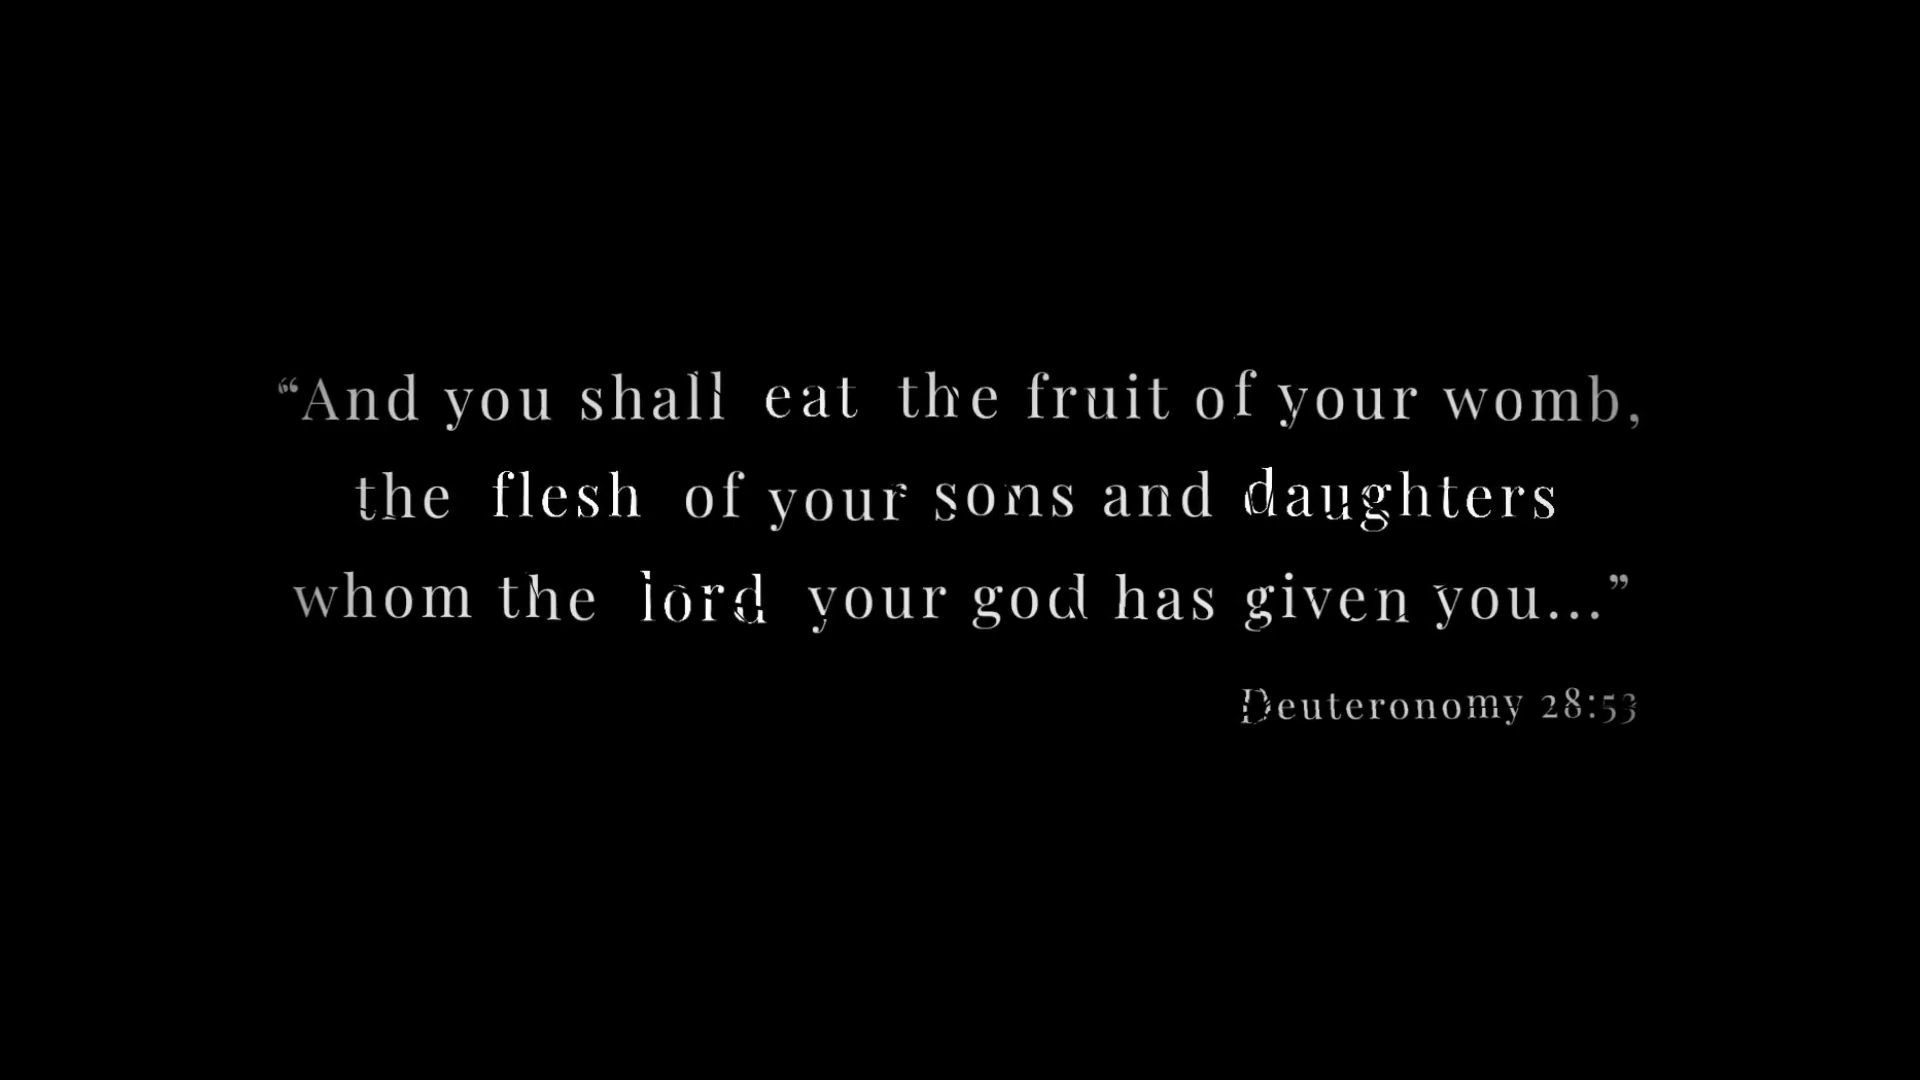 “And you shall eat the fruit of your womb,
the flesh of your sons and daughters
whom the lord your god has given you...”
Deuteronomy 28:53